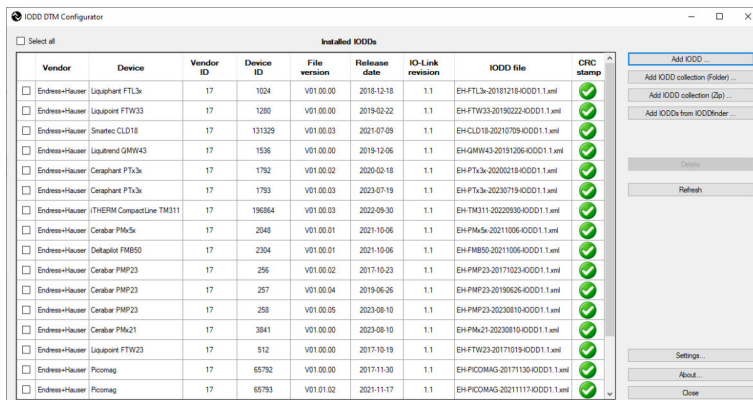 IODD DTM Configurator
Select all
Installed IODDs
Vendor Device Vendor ID Device ID File version Release date IO-Link revision IODD file CRC stamp
Endress+Hauser Liquiphant FTL3x 17 1024 V01.00.00 2018-12-18 1.1 EH-FTL3x-20181218-IODD1.1.xml
Endress+Hauser Liquipoint FTW33 17 1280 V01.00.00 2019-02-22 1.1 EH-FTW33-20190222-IODD1.1.xml
Endress+Hauser Smartec CLD18 17 131329 V01.00.03 2021-07-09 1.1 EH-CLD18-20210709-IODD1.1.xml
Endress+Hauser Liquitrend QMW43 17 1536 V01.00.00 2019-12-06 1.1 EH-QMW43-20191206-IODD1.1.xml
Endress+Hauser Ceraphant PTx3x 17 1792 V01.00.02 2020-02-18 1.1 EH-PTx3x-20200218-IODD1.1.xml
Endress+Hauser Ceraphant PTx3x 17 1793 V01.00.03 2023-07-19 1.1 EH-PTx3x-20230719-IODD1.1.xml
Endress+Hauser iTHERM CompactLine TM311 17 196864 V01.00.03 2022-09-30 1.1 EH-TM311-20220930-IODD1.1.xml
Endress+Hauser Cerabar PMx5x 17 2048 V01.00.01 2021-10-06 1.1 EH-PMx5x-20211006-IODD1.1.xml
Endress+Hauser Deltapilot FMB50 17 2304 V01.00.01 2021-10-06 1.1 EH-FMB50-20211006-IODD1.1.xml
Endress+Hauser Cerabar PMP23 17 256 V01.00.02 2017-10-23 1.1 EH-PMP23-20171023-IODD1.1.xml
Endress+Hauser Cerabar PMP23 17 257 V01.00.04 2019-06-26 1.1 EH-PMP23-20190626-IODD1.1.xml
Endress+Hauser Cerabar PMP23 17 258 V01.00.05 2023-08-10 1.1 EH-PMP23-20230810-IODD1.1.xml
Endress+Hauser Cerabar PMx21 17 3841 V01.00.00 2023-08-10 1.1 EH-PMx21-20230810-IODD1.1.xml
Endress+Hauser Liquipoint FTW23 17 512 V01.00.00 2017-10-19 1.1 EH-FTW23-20171019-IODD1.1.xml
Endress+Hauser Picomag 17 65792 V01.00.00 2017-11-30 1.1 EH-PICOMAG-20171130-IODD1.1.xml
Endress+Hauser Picomag 17 65793 V01.01.02 2021-11-17 1.1 EH-PICOMAG-20211117-IODD1.1.xml
Add IODD ...
Add IODD collection (Folder) ...
Add IODD collection (Zip) ...
Add IODDs from IODDfinder ...
Delete
Refresh
Settings...
About...
Close